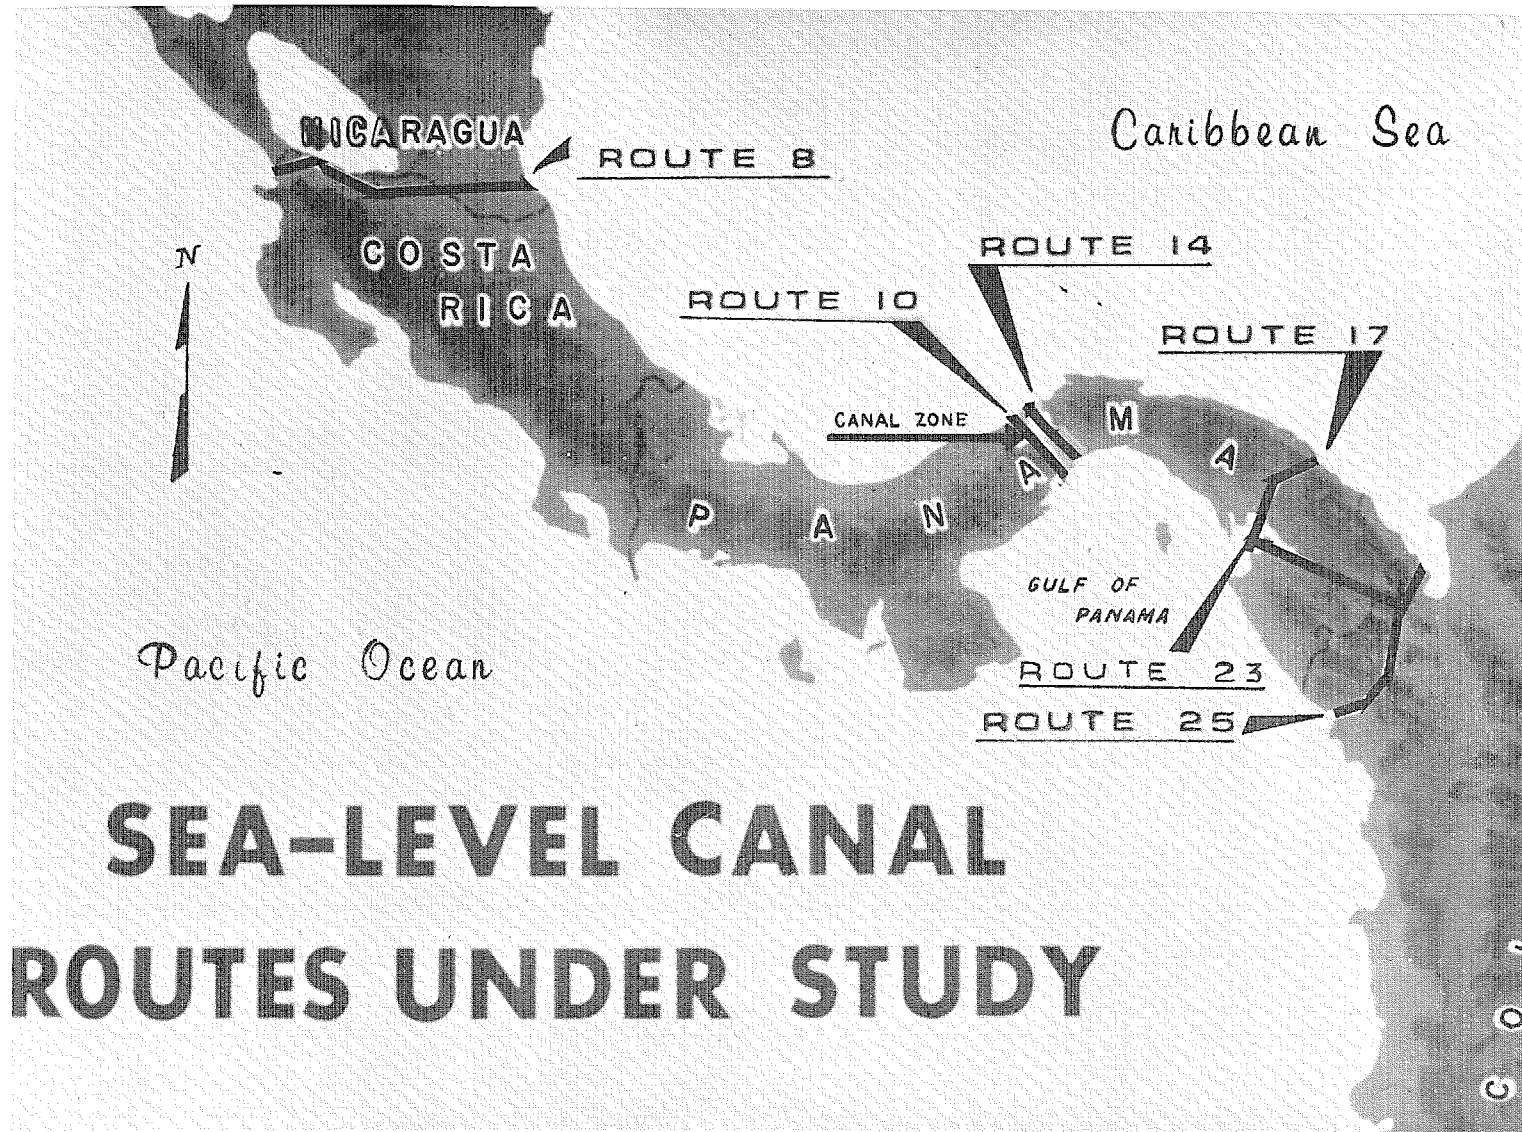 NICARAGUA
Caribbean Sea
ROUTE 8
N
COSTA
RICA
ROUTE 14
ROUTE 10
ROUTE 17
CANAL ZONE
PANAMA
GULF OF
PANAMA
Pacific Ocean
ROUTE 23
ROUTE 25
SEA-LEVEL CANAL
ROUTES UNDER STUDY
C O